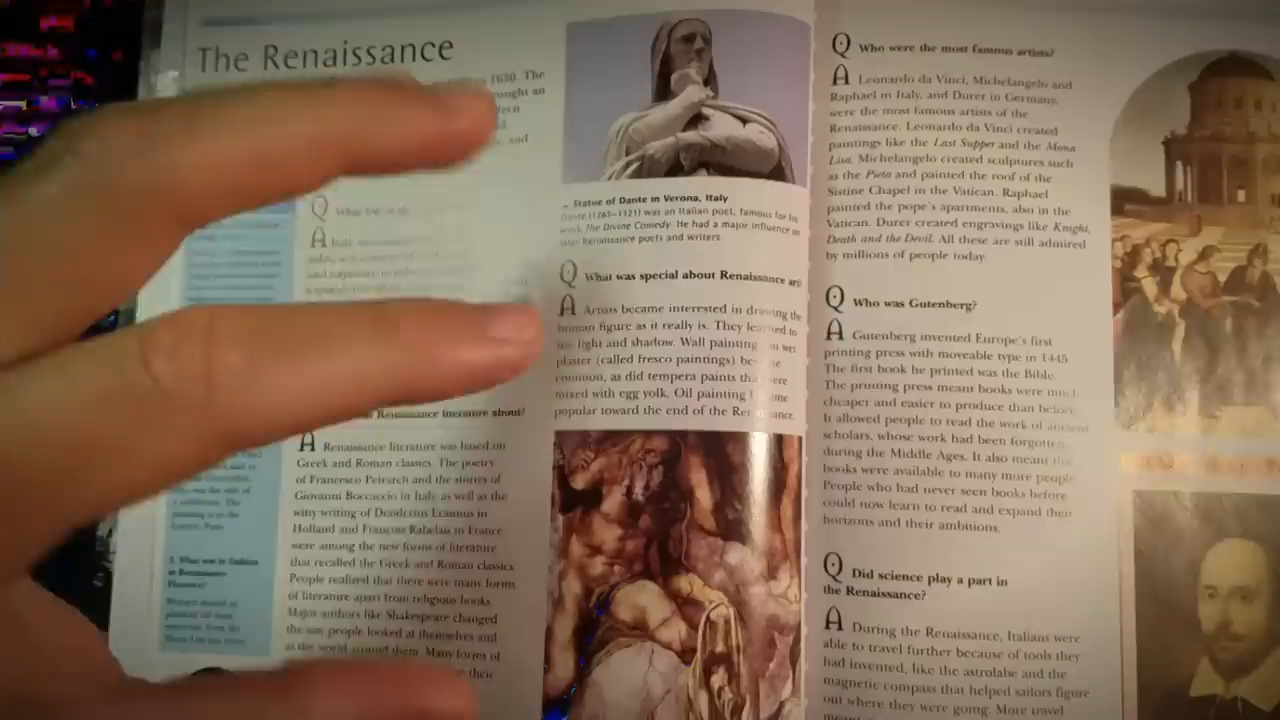 The Renaissance
1650. The
and
Q
A
Renaissance literature about?
A Renaissance literature was based on
Greek and Roman classics. The poetry
of Francesco Petrarch and the stories of
Giovanni Boccaccio in Italy as well as the
witty writing of Desiderius Erasmus in
Holland and François Rabelais in France
were among the new forms of literature
that recalled the Greek and Roman classics
People realized that there were many forms
of literature apart from religious books
Major authors like Shakespeare changed
the way people looked at themselves and
at the world around them. Many forms of
their
Statue of Dante in Verona, Italy
Dante (1265–1321) was an Italian poet, famous for his
work The Divine Comedy. He had a major influence on
later Renaissance poets and writers.
Q What was special about Renaissance art?
A Artists became interested in drawing the
human figure as it really is. They learned to
use light and shadow. Wall painting on wet
plaster (called fresco paintings) became
common, as did tempera paints that were
mixed with egg yolk. Oil painting became
popular toward the end of the Renaissance.
Q Who were the most famous artists?
A Leonardo da Vinci, Michelangelo and
Raphael in Italy, and Durer in Germany,
were the most famous artists of the
Renaissance. Leonardo da Vinci created
paintings like the Last Supper and the Mona
Lisa. Michelangelo created sculptures such
as the Pieta and painted the roof of the
Sistine Chapel in the Vatican. Raphael
painted the pope's apartments, also in the
Vatican. Durer created engravings like Knight,
Death and the Devil. All these are still admired
by millions of people today
Q Who was Gutenberg?
A Gutenberg invented Europe's first
printing press with moveable type in 1445
The first book he printed was the Bible.
The printing press meant books were much
cheaper and easier to produce than before.
It allowed people to read the work of ancient
scholars, whose work had been forgotten
during the Middle Ages. It also meant that
books were available to many more people
People who had never seen books before
could now learn to read and expand their
horizons and their ambitions.
Q Did science play a part in
the Renaissance?
A During the Renaissance, Italians were
able to travel further because of tools they
had invented, like the astrolabe and the
magnetic compass that helped sailors figure
out where they were going. More travel
meant